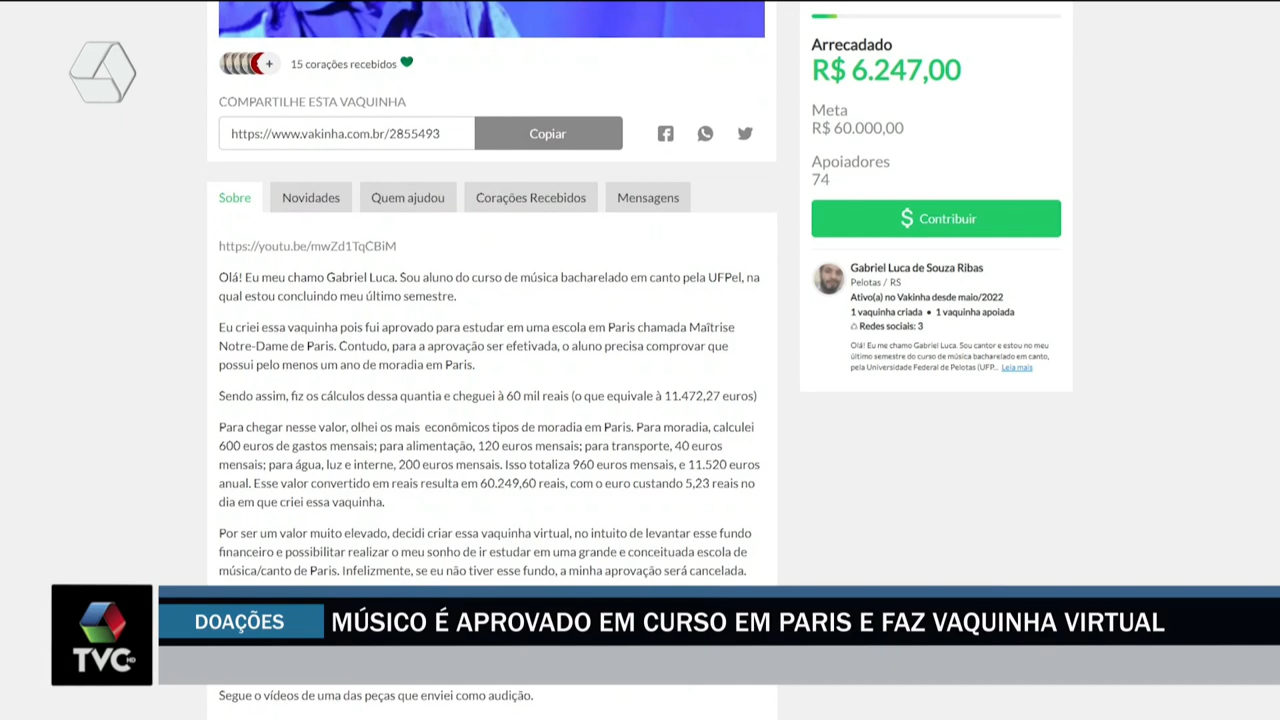 + 15 corações recebidos
COMPARTILHE ESTA VAQUINHA
https://www.vakinha.com.br/2855493
Copiar
Sobre
Novidades
Quem ajudou
Corações Recebidos
Mensagens
https://youtu.be/mwZd1TqCBiM
Olá! Eu meu chamo Gabriel Luca. Sou aluno do curso de música bacharelado em canto pela UFPel, na
qual estou concluindo meu último semestre.
Eu criei essa vaquinha pois fui aprovado para estudar em uma escola em Paris chamada Maîtrise
Notre-Dame de Paris. Contudo, para a aprovação ser efetivada, o aluno precisa comprovar que
possui pelo menos um ano de moradia em Paris.
Sendo assim, fiz os cálculos dessa quantia e cheguei à 60 mil reais (o que equivale à 11.472,27 euros)
Para chegar nesse valor, olhei os mais econômicos tipos de moradia em Paris. Para moradia, calculei
600 euros de gastos mensais; para alimentação, 120 euros mensais; para transporte, 40 euros
mensais; para água, luz e interne, 200 euros mensais. Isso totaliza 960 euros mensais, e 11.520 euros
anual. Esse valor convertido em reais resulta em 60.249,60 reais, com o euro custando 5,23 reais no
dia em que criei essa vaquinha.
Por ser um valor muito elevado, decidi criar essa vaquinha virtual, no intuito de levantar esse fundo
financeiro e possibilitar realizar o meu sonho de ir estudar em uma grande e conceituada escola de
música/canto de Paris. Infelizmente, se eu não tiver esse fundo, a minha aprovação será cancelada.
Arrecadado
R$ 6.247,00
Meta
R$ 60.000,00
Apoiadores
74
$ Contribuir
Gabriel Luca de Souza Ribas
Pelotas / RS
Ativo(a) no Vakinha desde maio/2022
1 vaquinha criada • 1 vaquinha apoiada
Redes sociais: 3
Olá! Eu me chamo Gabriel Luca. Sou cantor e estou no meu
último semestre do curso de música bacharelado em canto,
pela Universidade Federal de Pelotas (UFP... Leia mais
TVC HD
DOAÇÕES
MÚSICO É APROVADO EM CURSO EM PARIS E FAZ VAQUINHA VIRTUAL
Segue o vídeos de uma das peças que enviei como audição.